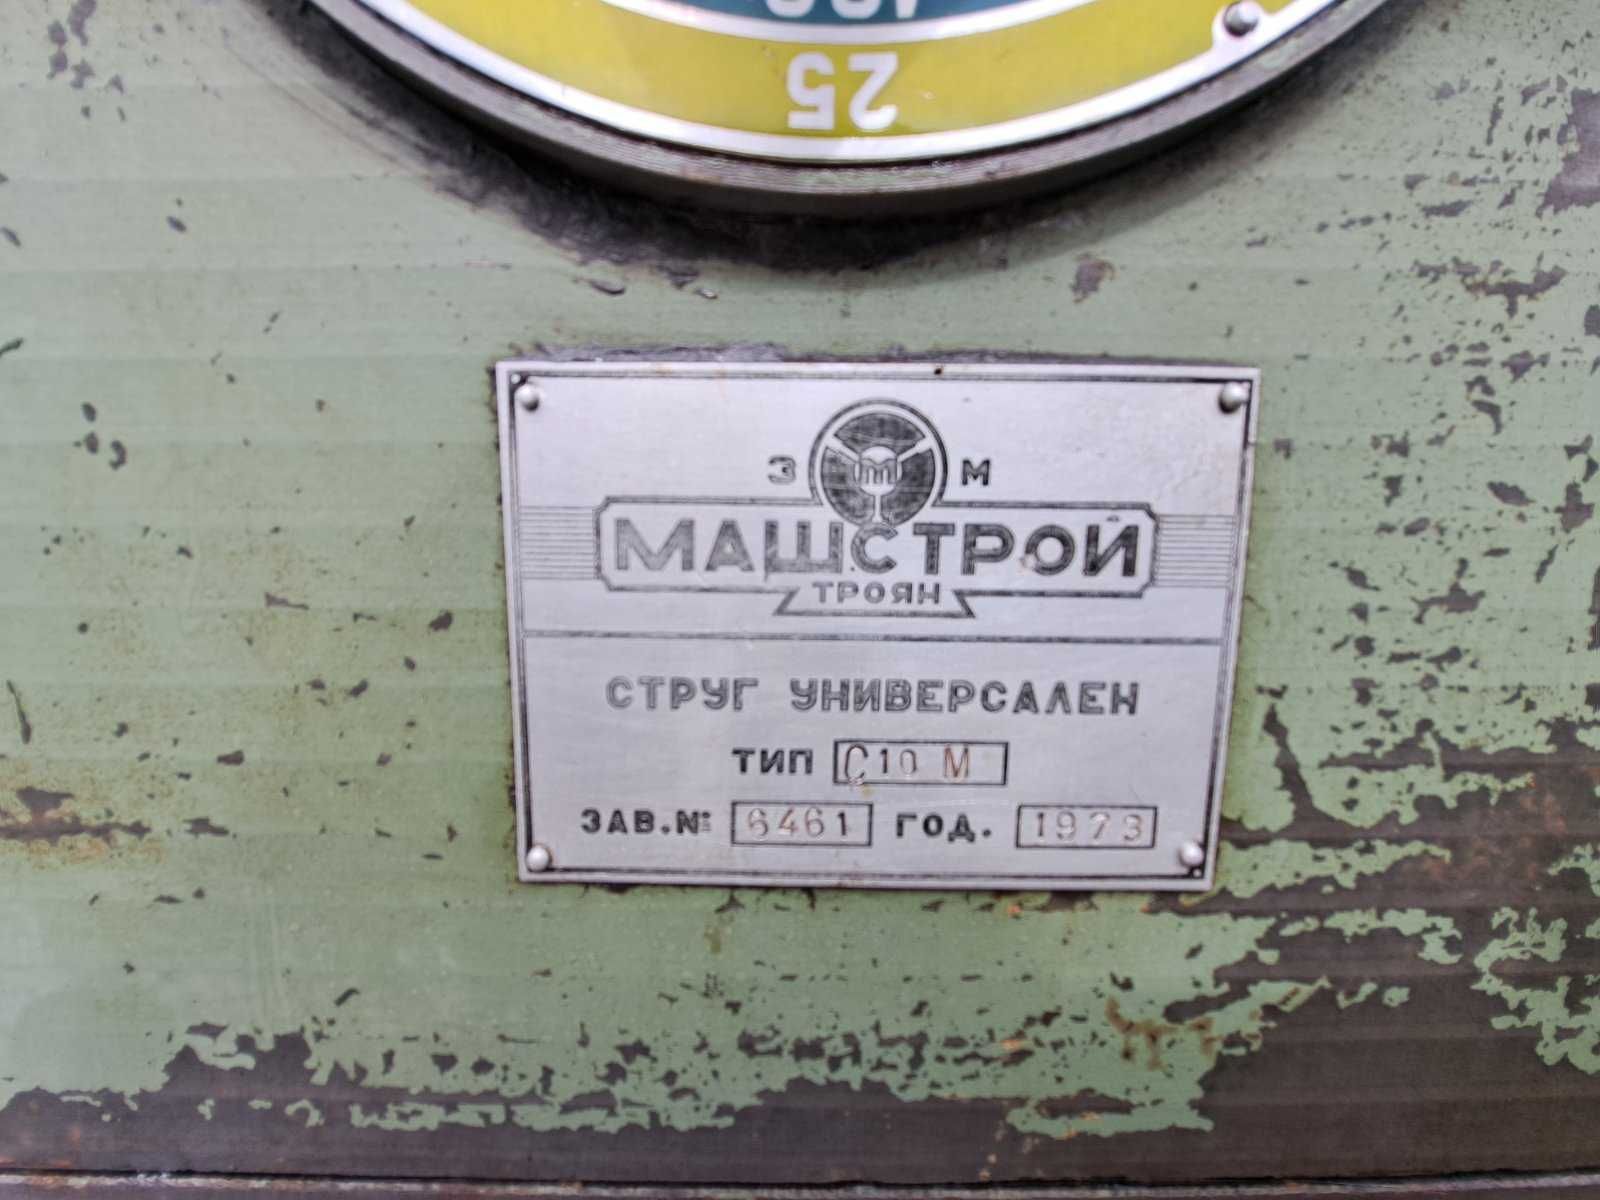 25
З М
МАШСТРОЙ
ТРОЯН
СТРУГ УНИВЕРСАЛЕН
ТИП С10 М
ЗАВ.№ 6461 ГОД. 1973